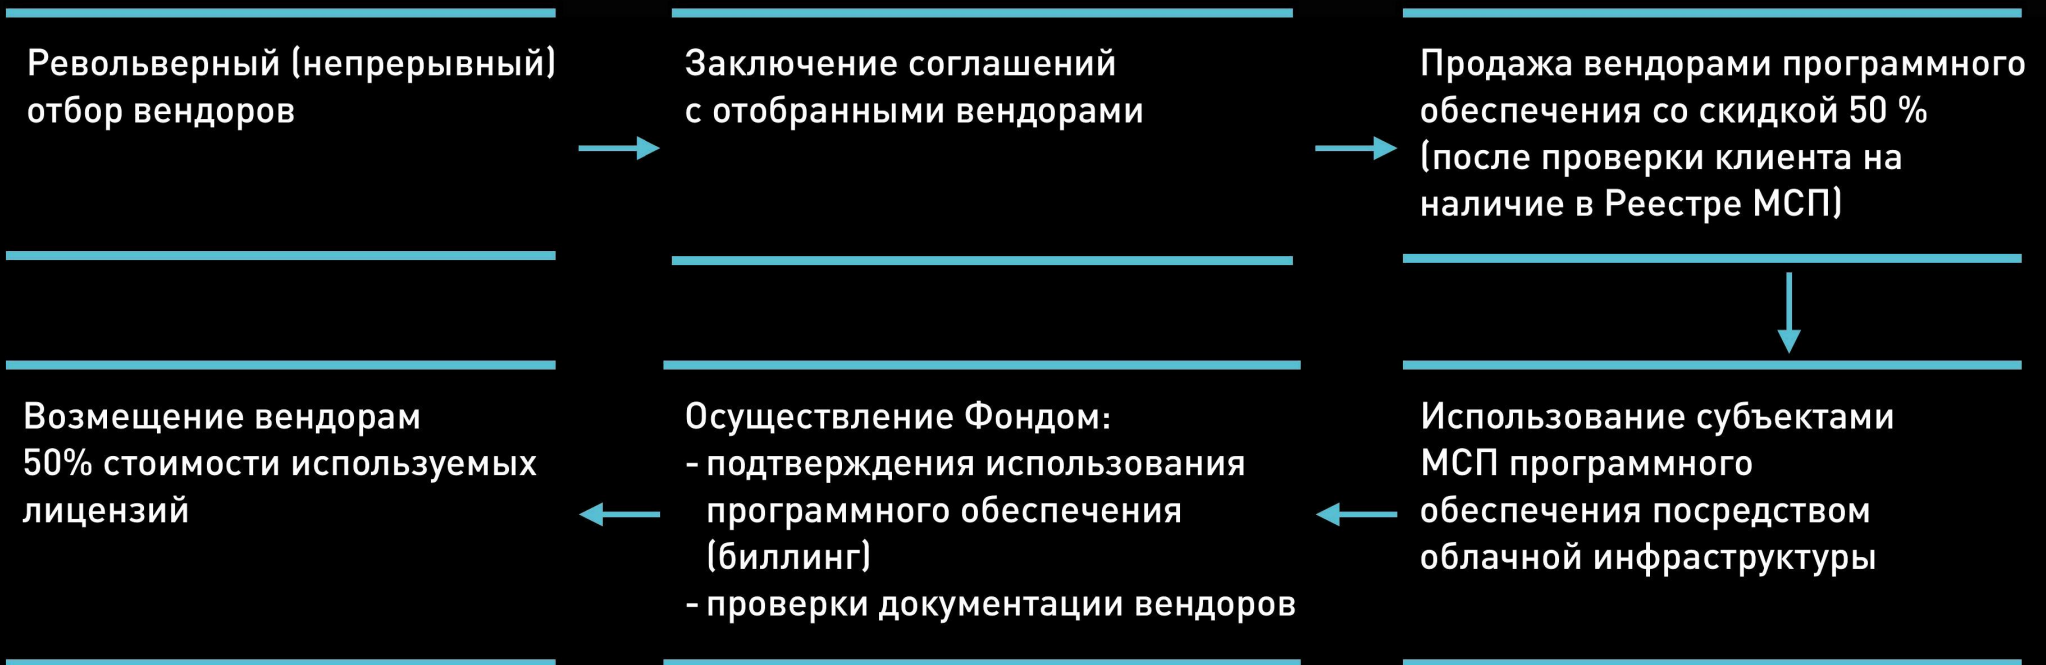 Револьверный (непрерывный)
отбор вендоров
Заключение соглашений
с отобранными вендорами
Продажа вендорами программного
обеспечения со скидкой 50 %
(после проверки клиента на
наличие в Реестре МСП)
Использование субъектами
МСП программного
обеспечения посредством
облачной инфраструктуры
Осуществление Фондом:
- подтверждения использования
программного обеспечения
(биллинг)
- проверки документации вендоров
Возмещение вендорам
50% стоимости используемых
лицензий